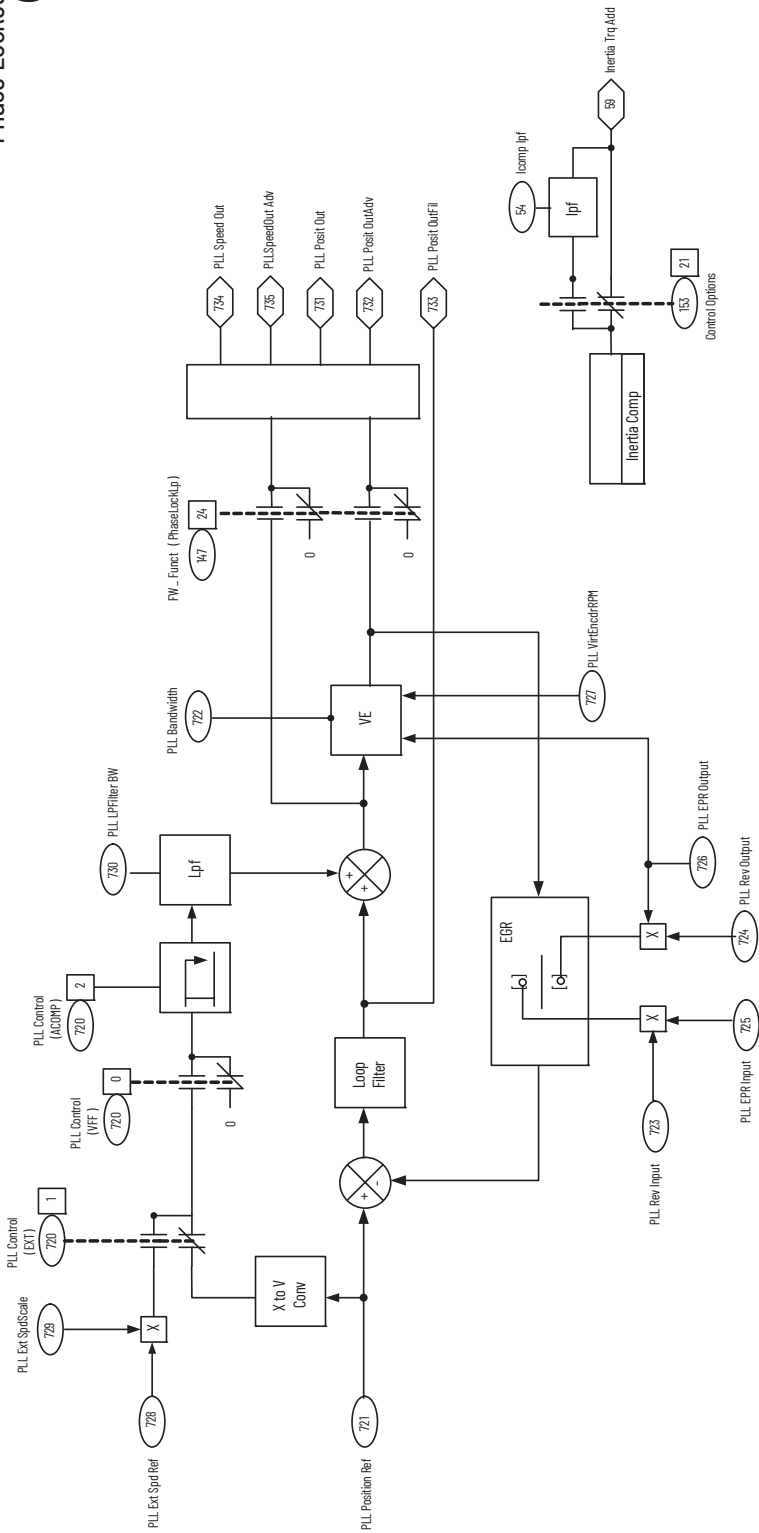 Phase Locked
PLL Ext SpdScale
729
PLL Ext Spd Ref
728
X
PLL Control
(EXT)
720
1
PLL Control
(VFF )
720
0
0
PLL Control
(ACOMP)
720
2
PLL LPFilter BW
730
Lpf
PLL Bandwidth
722
FW _ Funct ( PhaseLockLp)
147
24
0
0
734
PLL Speed Out
735
PLLSpeedOut Adv
731
PLL Posit Out
732
PLL Posit OutAdv
733
PLL Posit OutFil
PLL Position Ref
721
X to V
Conv
+
-
Loop
Filter
+
+
VE
727
PLL VirtEncdrRPM
EGR
X
X
723
PLL Rev Input
725
PLL EPR Input
724
PLL Rev Output
726
PLL EPR Output
Inertia Comp
153
21
Control Options
54
Icomp lpf
lpf
59
Inertia Trq Add